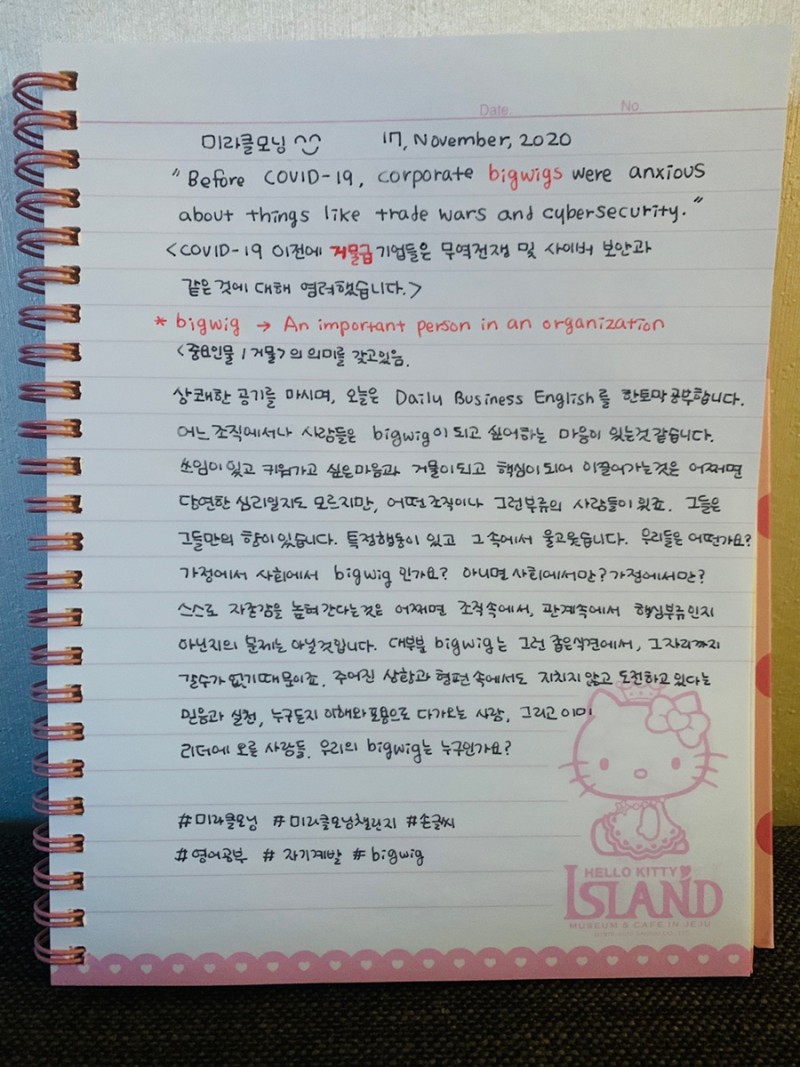 Date. No.
미라클모닝 ^^ 17, November, 2020
"Before COVID-19, corporate bigwigs were anxious
about things like trade wars and cybersecurity."
<COVID-19 이전에 거물급 기업들은 무역전쟁 및 사이버 보안과
같은 것에 대해 염려했습니다.>
* bigwig → An important person in an organization
<중요인물 / 거물>의 의미를 갖고있음.
상쾌한 공기를 마시며, 오늘은 Daily Business English를 한토막 공부합니다.
어느 조직에서나 사람들은 bigwig이 되고 싶어하는 마음이 있는것 같습니다.
쓰임이 있고 키워가고 싶은마음과 거물이되고 핵심이 되어 이끌어가는것은 어쩌면
당연한 심리일지도 모르지만, 어떤조직이나 그런부류의 사람들이 있죠. 그들은
그들만의 향이 있습니다. 특정행동이 있고 그 속에서 울고웃습니다. 우리들은 어떤가요?
가정에서 사회에서 bigwig 인가요? 아니면 사회에서만? 가정에서만?
스스로 자존감을 높혀 간다는것은 어쩌면 조직속에서, 관계속에서 핵심부류인지
아닌지의 문제는 아닐것입니다. 대부분 bigwig는 그런 좁은식견에서, 그자리까지
갈수가 없기때문이죠. 주어진 상황과 형편 속에서도 지치지 않고 도전하고 있다는
믿음과 실천, 누구든지 이해와 포용으로 다가오는 사람, 그리고 이미
리더에 오른 사람들. 우리의 bigwig는 누구인가요?
#미라클모닝 #미라클모닝챌린지 #손글씨
#영어공부 #자기계발 #bigwig
HELLO KITTY
ISLAND
MUSEUM & CAFE IN JEJU